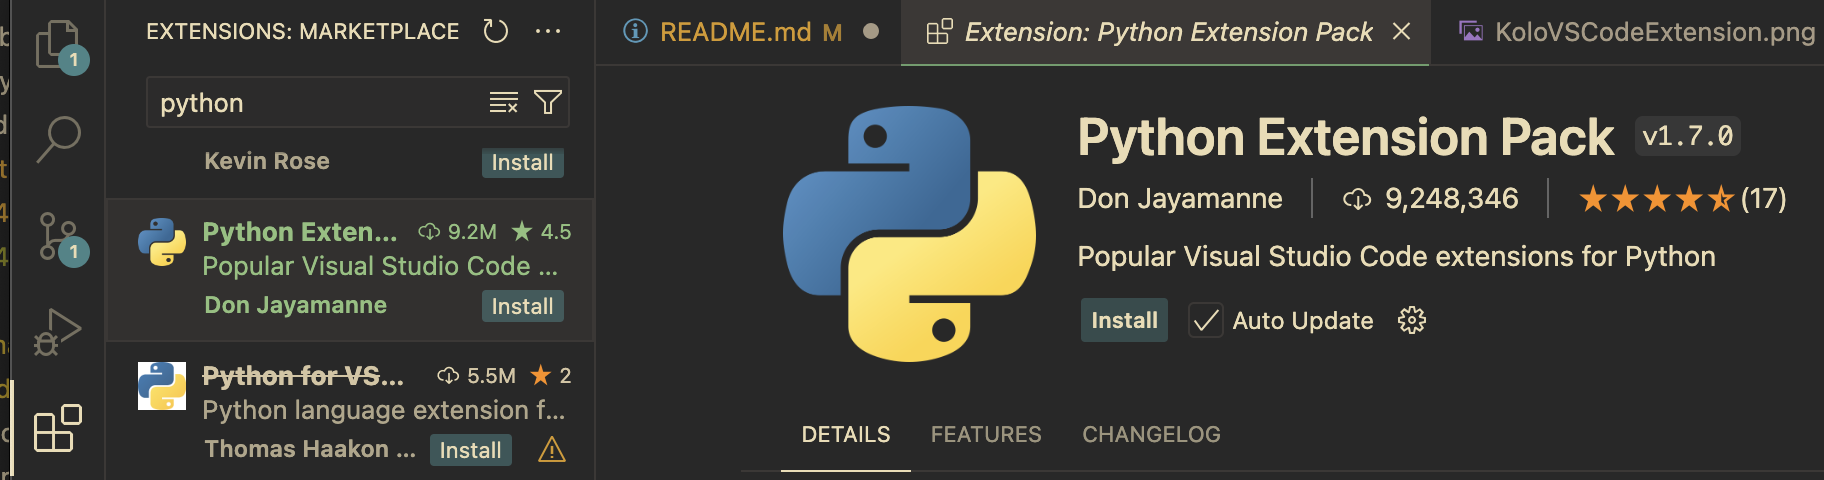 EXTENSIONS: MARKETPLACE
python
Kevin Rose
Install
Python Exten... 9.2M ★ 4.5
Popular Visual Studio Code ...
Don Jayamanne
Install
Python for VS... 5.5M ★ 2
Python language extension f...
Thomas Haakon ...
Install
1
1
README.md M
Extension: Python Extension Pack
KoloVSCodeExtension.png
Python Extension Pack v1.7.0
Don Jayamanne 9,248,346 (17)
Popular Visual Studio Code extensions for Python
Install Auto Update
DETAILS FEATURES CHANGELOG